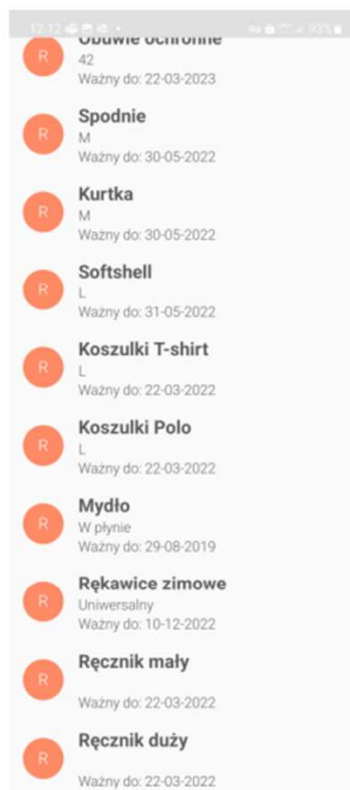 12:12
93%
Obuwie ochronne
R
42
Ważny do: 22-03-2023
Spodnie
R
M
Ważny do: 30-05-2022
Kurtka
R
M
Ważny do: 30-05-2022
Softshell
R
L
Ważny do: 31-05-2022
Koszulki T-shirt
R
L
Ważny do: 22-03-2022
Koszulki Polo
R
L
Ważny do: 22-03-2022
Mydło
R
W płynie
Ważny do: 29-08-2019
Rękawice zimowe
R
Uniwersalny
Ważny do: 10-12-2022
Ręcznik mały
R
Ważny do: 22-03-2022
Ręcznik duży
R
Ważny do: 22-03-2022